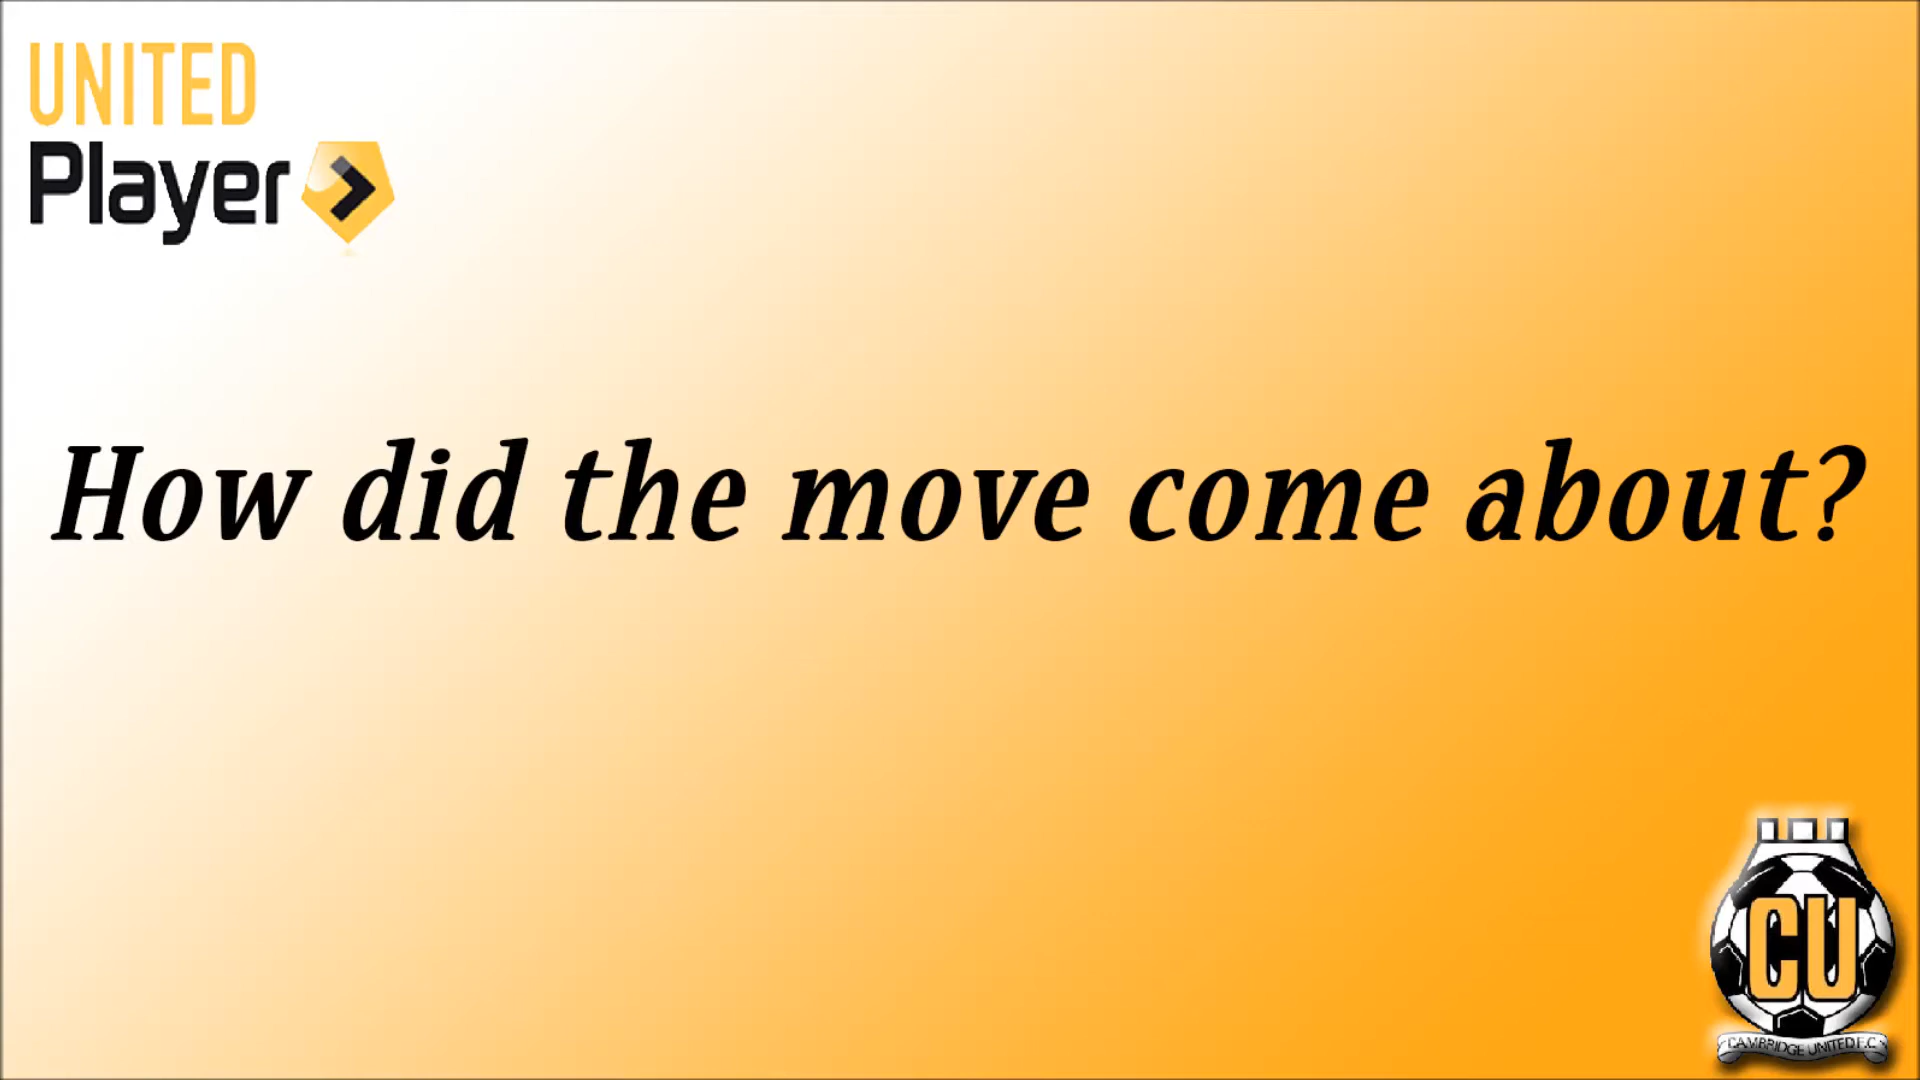 UNITED
Player
How did the move come about?
CU
CAMBRIDGE UNITED F.C